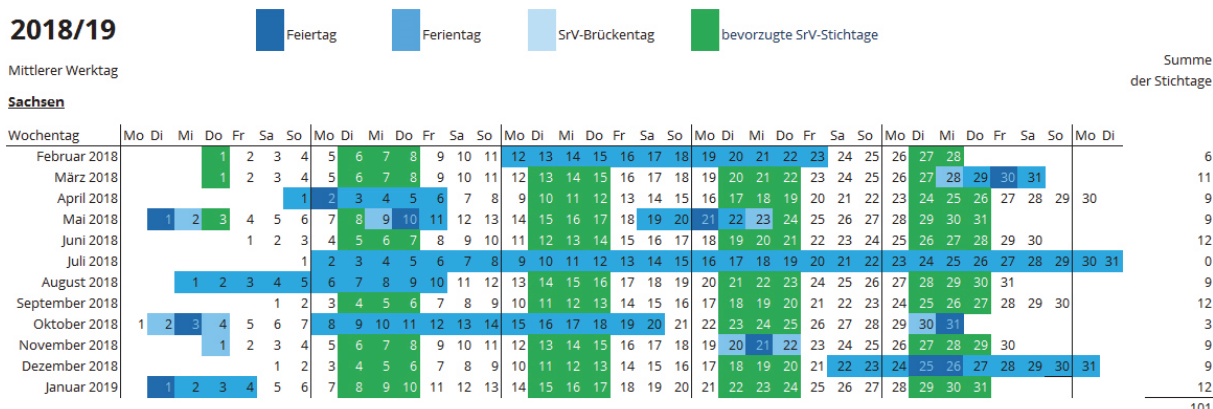 2018/19
Feiertag Ferientag SrV-Brückentag bevorzugte SrV-Stichtage
Summe
Mittlerer Werktag
der Stichtage
Sachsen
Wochentag Mo Di Mi Do Fr Sa So Mo Di Mi Do Fr Sa So Mo Di Mi Do Fr Sa So Mo Di Mi Do Fr Sa So Mo Di Mi Do Fr Sa So Mo Di
Februar 2018 1 2 3 4 5 6 7 8 9 10 11 12 13 14 15 16 17 18 19 20 21 22 23 24 25 26 27 28 6
März 2018 1 2 3 4 5 6 7 8 9 10 11 12 13 14 15 16 17 18 19 20 21 22 23 24 25 26 27 28 29 30 31 11
April 2018 1 2 3 4 5 6 7 8 9 10 11 12 13 14 15 16 17 18 19 20 21 22 23 24 25 26 27 28 29 30 9
Mai 2018 1 2 3 4 5 6 7 8 9 10 11 12 13 14 15 16 17 18 19 20 21 22 23 24 25 26 27 28 29 30 31 9
Juni 2018 1 2 3 4 5 6 7 8 9 10 11 12 13 14 15 16 17 18 19 20 21 22 23 24 25 26 27 28 29 30 12
Juli 2018 1 2 3 4 5 6 7 8 9 10 11 12 13 14 15 16 17 18 19 20 21 22 23 24 25 26 27 28 29 30 31 0
August 2018 1 2 3 4 5 6 7 8 9 10 11 12 13 14 15 16 17 18 19 20 21 22 23 24 25 26 27 28 29 30 31 9
September 2018 1 2 3 4 5 6 7 8 9 10 11 12 13 14 15 16 17 18 19 20 21 22 23 24 25 26 27 28 29 30 12
Oktober 2018 1 2 3 4 5 6 7 8 9 10 11 12 13 14 15 16 17 18 19 20 21 22 23 24 25 26 27 28 29 30 31 3
November 2018 1 2 3 4 5 6 7 8 9 10 11 12 13 14 15 16 17 18 19 20 21 22 23 24 25 26 27 28 29 30 9
Dezember 2018 1 2 3 4 5 6 7 8 9 10 11 12 13 14 15 16 17 18 19 20 21 22 23 24 25 26 27 28 29 30 31 9
Januar 2019 1 2 3 4 5 6 7 8 9 10 11 12 13 14 15 16 17 18 19 20 21 22 23 24 25 26 27 28 29 30 31 12
101